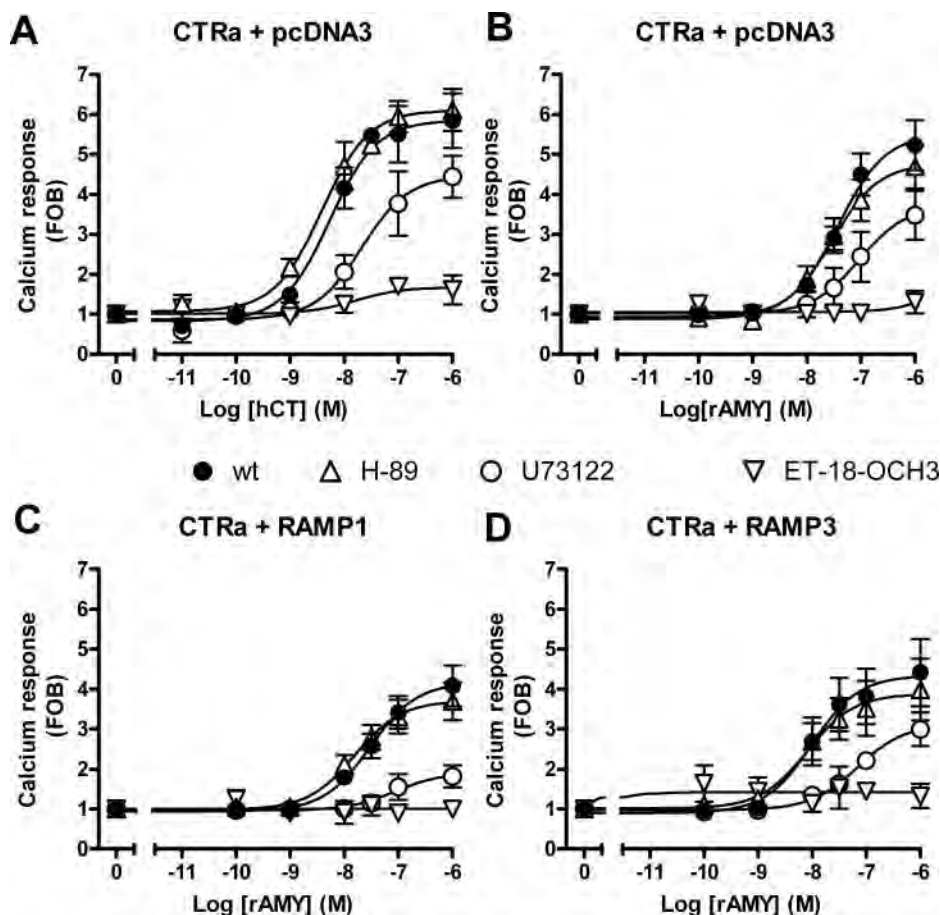 A
CTRa + pcDNA3
Calcium response
(FOB)
7
6
5
4
3
2
1
0
0 -11 -10 -9 -8 -7 -6
Log [hCT] (M)
B
CTRa + pcDNA3
Calcium response
(FOB)
7
6
5
4
3
2
1
0
0 -11 -10 -9 -8 -7 -6
Log[rAMY] (M)
wt H-89 U73122 ET-18-OCH3
C
CTRa + RAMP1
Calcium response
(FOB)
7
6
5
4
3
2
1
0
0 -11 -10 -9 -8 -7 -6
Log [rAMY] (M)
D
CTRa + RAMP3
Calcium response
(FOB)
7
6
5
4
3
2
1
0
0 -11 -10 -9 -8 -7 -6
Log [rAMY] (M)